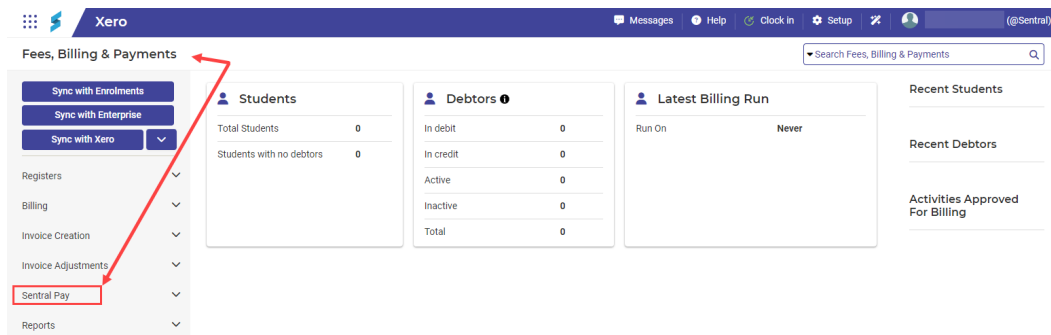 Xero
Messages Help Clock in Setup (@Sentral)
Fees, Billing & Payments
Search Fees, Billing & Payments
Sync with Enrolments
Sync with Enterprise
Sync with Xero
Registers
Billing
Invoice Creation
Invoice Adjustments
Sentral Pay
Reports
Students
Total Students 0
Students with no debtors 0
Debtors
In debit 0
In credit 0
Active 0
Inactive 0
Total 0
Latest Billing Run
Run On Never
Recent Students
Recent Debtors
Activities Approved
For Billing